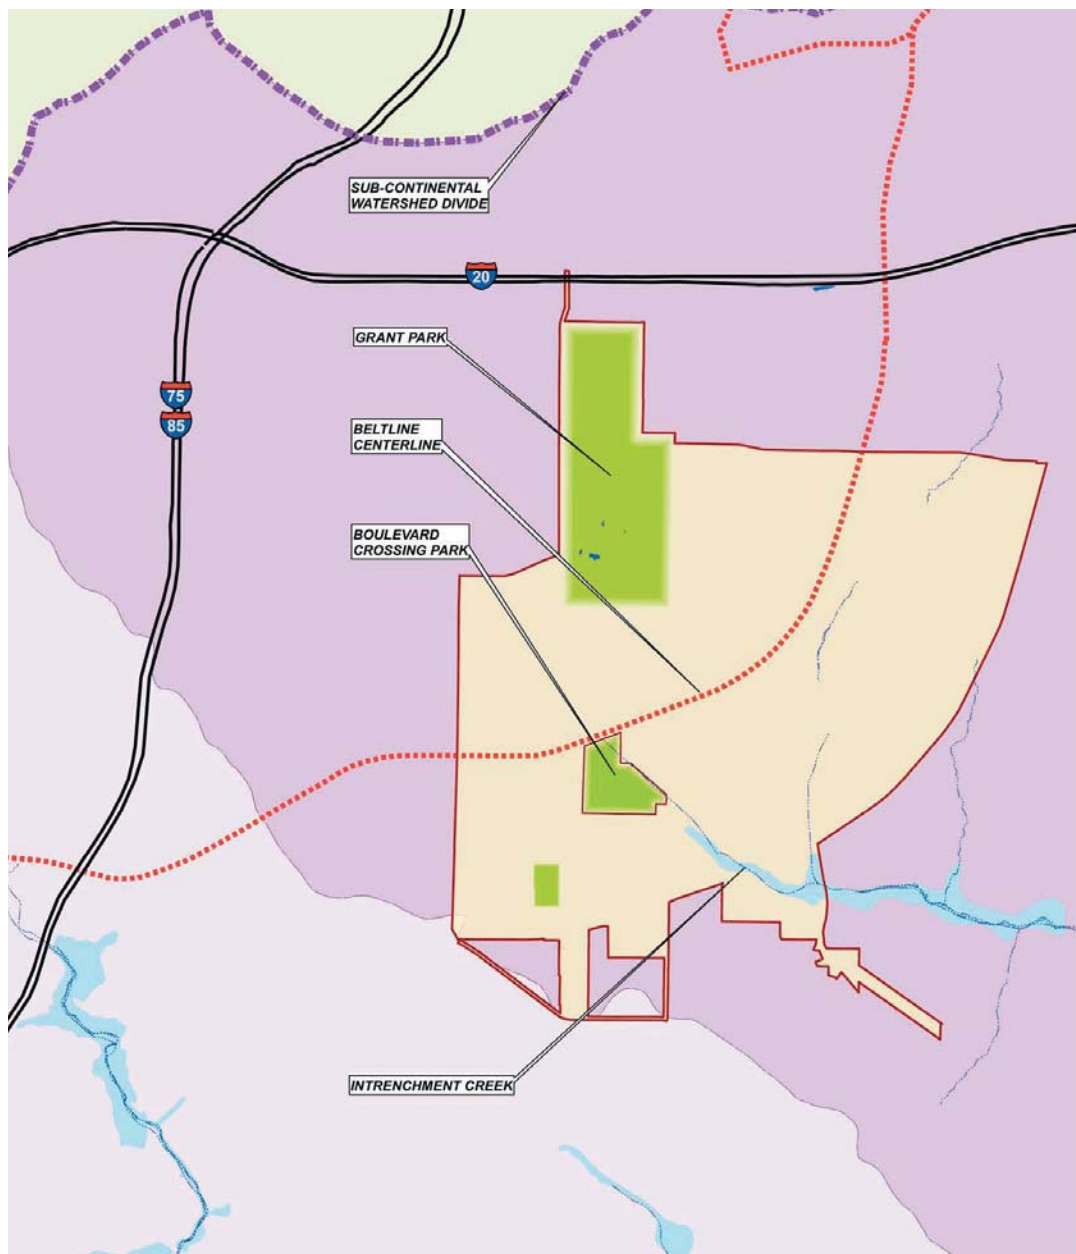 SUB-CONTINENTAL
WATERSHED DIVIDE
20
GRANT PARK
75
85
BELTLINE
CENTERLINE
BOULEVARD
CROSSING PARK
INTRENCHMENT CREEK